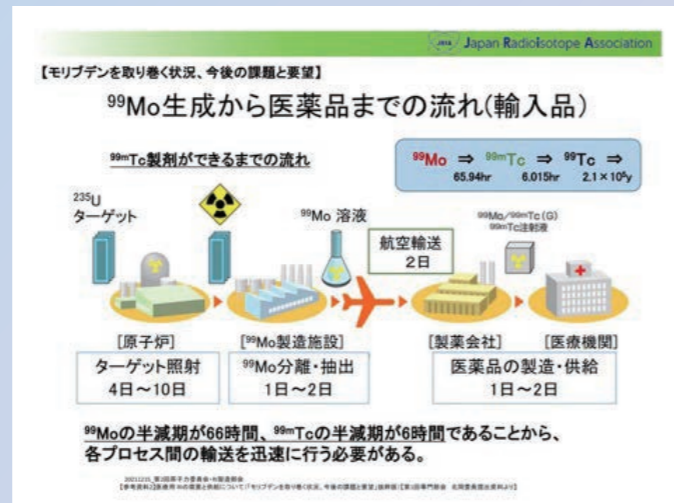 Japan Radioisotope Association
【モリブデンを取り巻く状況、今後の課題と要望】
⁹⁹Mo生成から医薬品までの流れ(輸入品)
⁹⁹ᵐTc製剤ができるまでの流れ
⁹⁹Mo ⇒ ⁹⁹ᵐTc ⇒ ⁹⁹Tc ⇒
65.94hr 6.015hr 2.1×10⁵y
²³⁵U
ターゲット
⁹⁹Mo 溶液
航空輸送
2日
⁹⁹Mo/⁹⁹ᵐTc(G)
⁹⁹ᵐTc注射液
[原子炉]
ターゲット照射
4日～10日
[⁹⁹Mo製造施設]
⁹⁹Mo分離・抽出
1日～2日
[製薬会社] [医療機関]
医薬品の製造・供給
1日～2日
⁹⁹Moの半減期が66時間、⁹⁹ᵐTcの半減期が6時間であることから、
各プロセス間の輸送を迅速に行う必要がある。